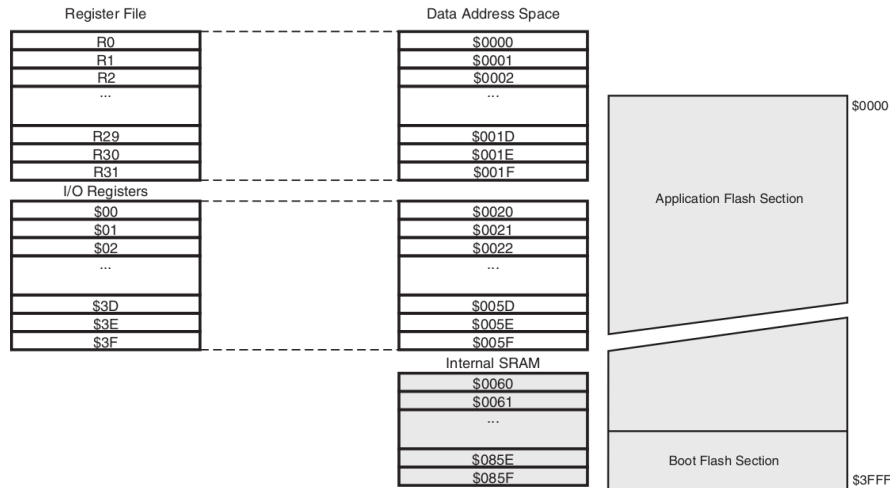 Register File
R0
R1
R2
...
R29
R30
R31
I/O Registers
$00
$01
$02
...
$3D
$3E
$3F
Data Address Space
$0000
$0001
$0002
...
$001D
$001E
$001F
$0020
$0021
$0022
...
$005D
$005E
$005F
Internal SRAM
$0060
$0061
...
$085E
$085F
$0000
Application Flash Section
Boot Flash Section
$3FFF